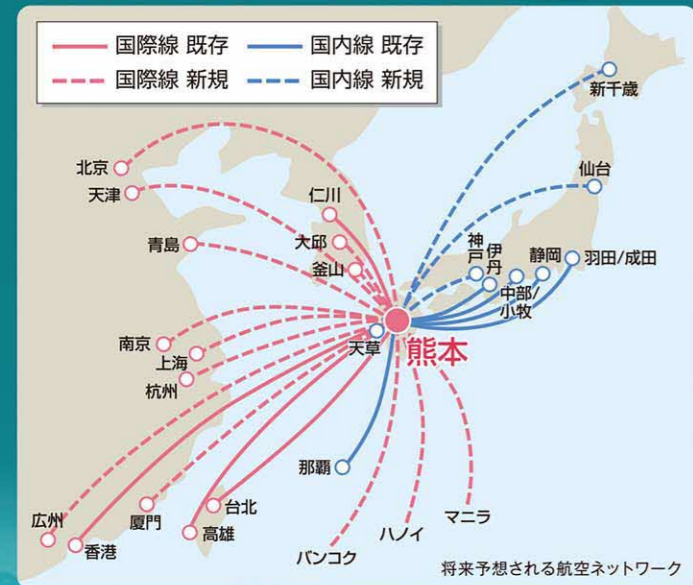 国際線 既存
国内線 既存
国際線 新規
国内線 新規
新千歳
北京
仙台
天津
仁川
大邱
青島
神戸
伊丹
静岡
羽田/成田
釜山
中部/
小牧
南京
上海
天草
熊本
杭州
那覇
台北
マニラ
広州
厦門
高雄
ハノイ
香港
バンコク
将来予想される航空ネットワーク